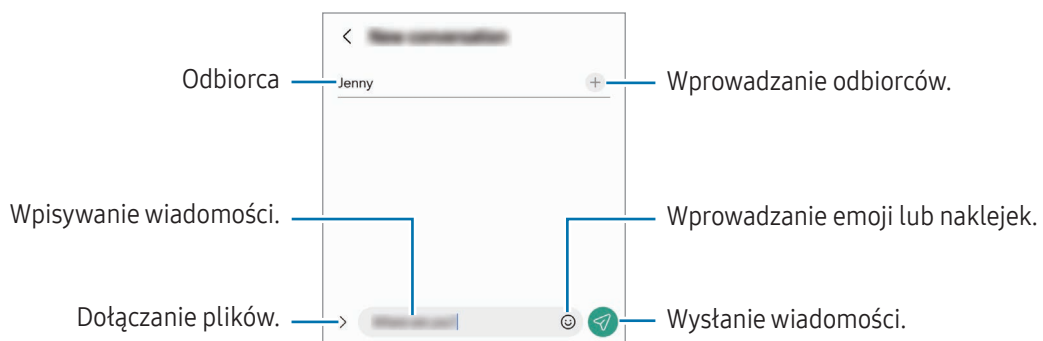 Odbiorca
Jenny
Wprowadzanie odbiorców.
Wpisywanie wiadomości.
Wprowadzanie emoji lub naklejek.
Dołączanie plików.
Wysłanie wiadomości.